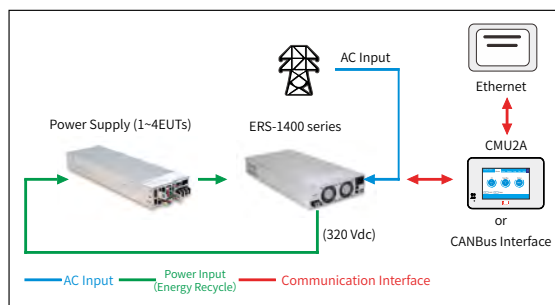 AC Input
Ethernet
Power Supply (1~4EUTs)
ERS-1400 series
CMU2A
(320 Vdc)
or
CANBus Interface
AC Input
Power Input
(Energy Recycle)
Communication Interface